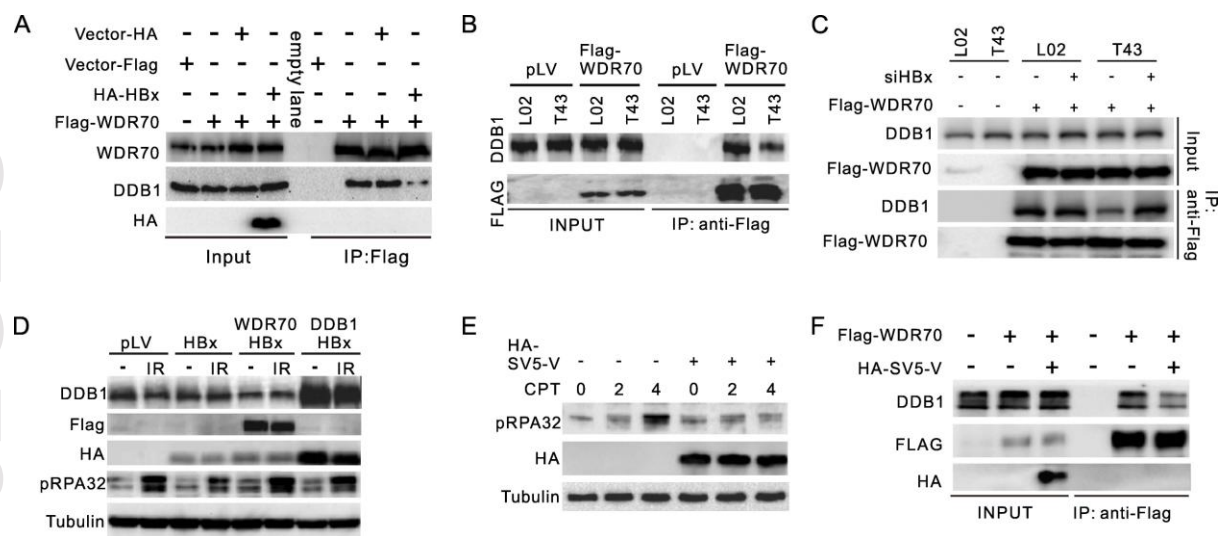 A
Vector-HA - - + - - - + -
Vector-Flag + - - - + - - -
HA-HBx - - - + - - - +
Flag-WDR70 - + + + - + + +
empty lane
WDR70
DDB1
HA
Input IP:Flag
B
pLV Flag-WDR70 pLV Flag-WDR70
L02 T43 L02 T43 L02 T43 L02 T43
DDB1
FLAG
INPUT IP: anti-Flag
C
L02 T43 L02 T43
siHBx - - - + - +
Flag-WDR70 - - + + + +
DDB1
Flag-WDR70
Input
DDB1
Flag-WDR70
IP: anti-Flag
D
pLV HBx WDR70 HBx DDB1 HBx
- IR - IR - IR - IR
DDB1
Flag
HA
pRPA32
Tubulin
E
HA-SV5-V - - - + + +
CPT 0 2 4 0 2 4
pRPA32
HA
Tubulin
F
Flag-WDR70 - + + - + +
HA-SV5-V - - + - - +
DDB1
FLAG
HA
INPUT IP: anti-Flag